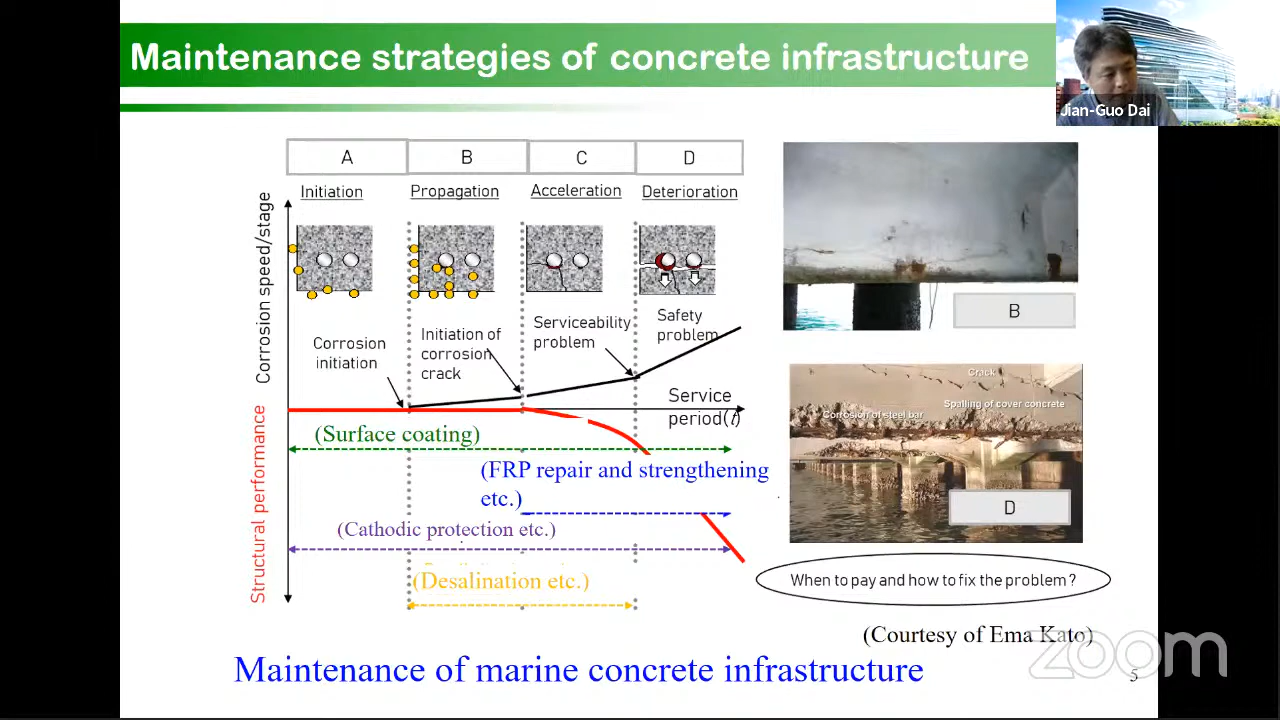 Maintenance strategies of concrete infrastructure
Jian-Guo Dai
A
B
C
D
Initiation
Propagation
Acceleration
Deterioration
Corrosion speed/stage
Structural performance
Corrosion
initiation
Initiation of
corrosion
crack
Serviceability
problem
Safety
problem
Service
period(t)
(Surface coating)
(FRP repair and strengthening
etc.)
(Cathodic protection etc.)
(Desalination etc.)
B
Crack
Spalling of cover concrete
Corrosion of steel bar
D
When to pay and how to fix the problem?
(Courtesy of Ema Kato)
Maintenance of marine concrete infrastructure
zoom
5